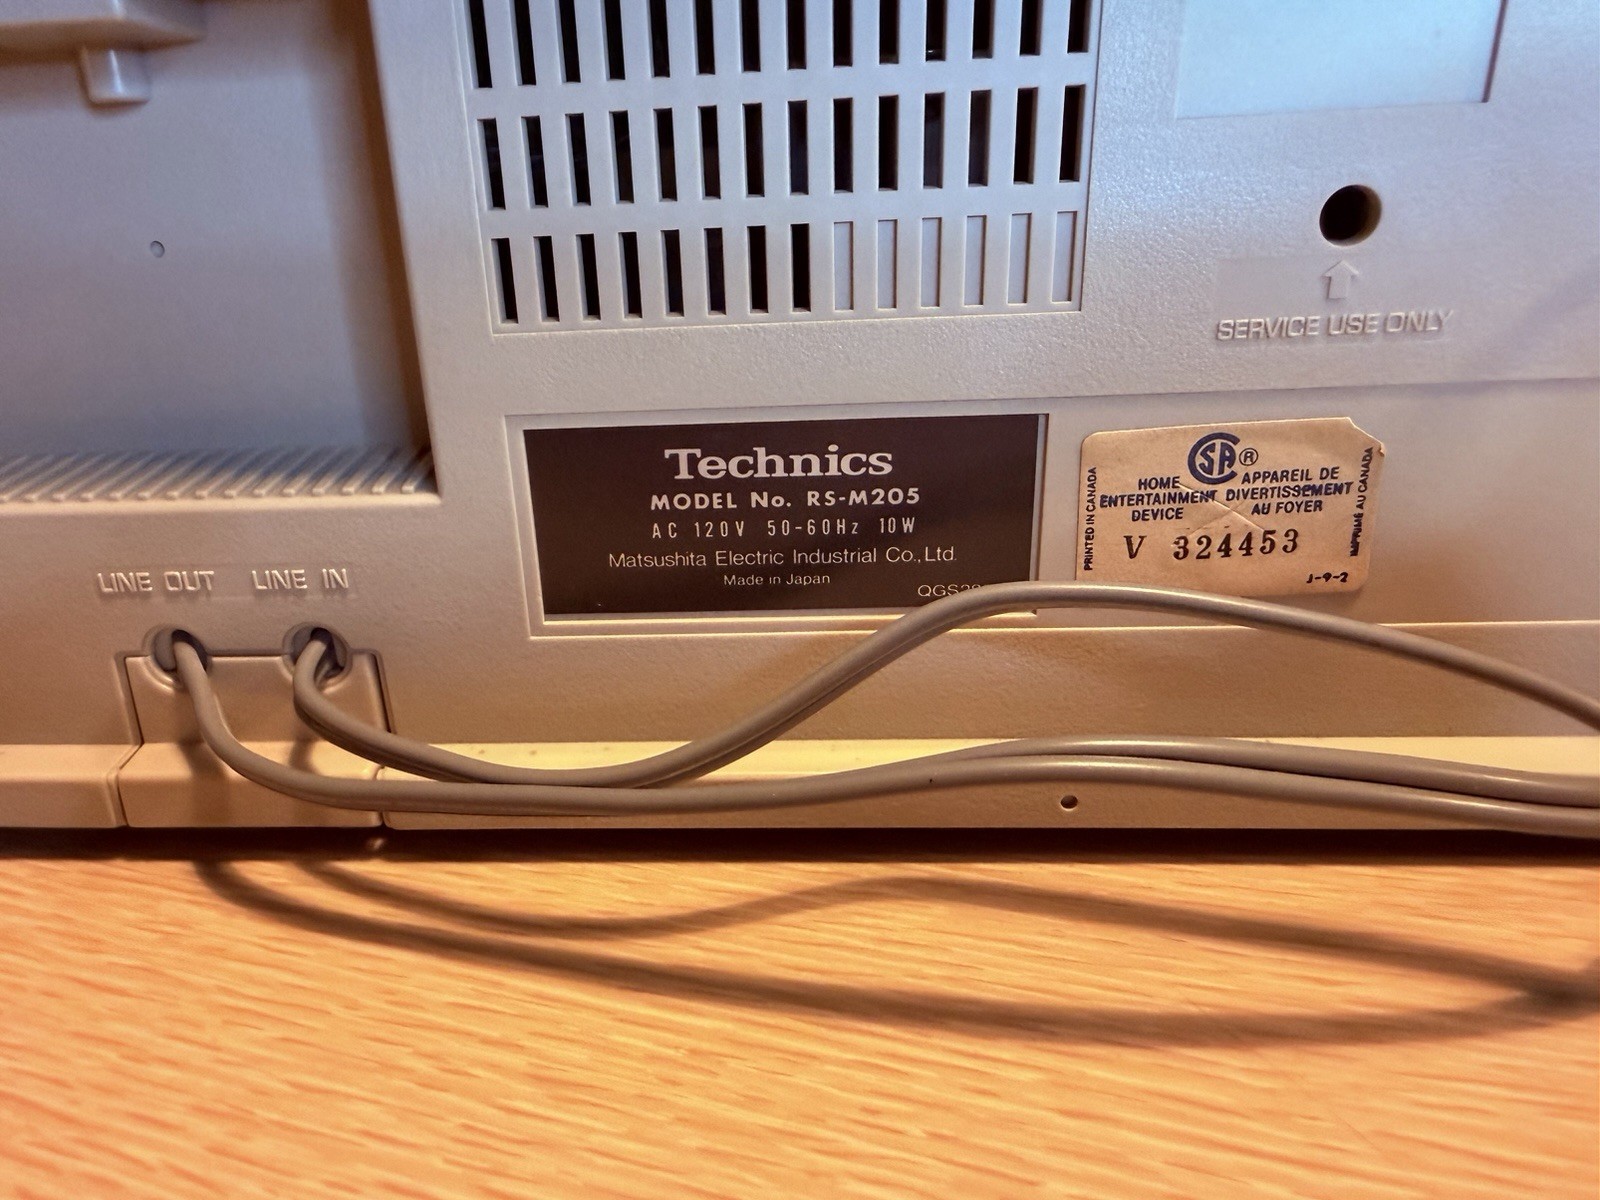 SERVICE USE ONLY
Technics
MODEL No. RS-M205
AC 120V 50-60Hz 10W
Matsushita Electric Industrial Co., Ltd.
Made in Japan
PRINTED IN CANADA
SA ®
HOME
ENTERTAINMENT
DEVICE
APPAREIL DE
DIVERTISSEMENT
AU FOYER
V 324453
J-9-2
IMPRIMÉ AU CANADA
LINE OUT LINE IN